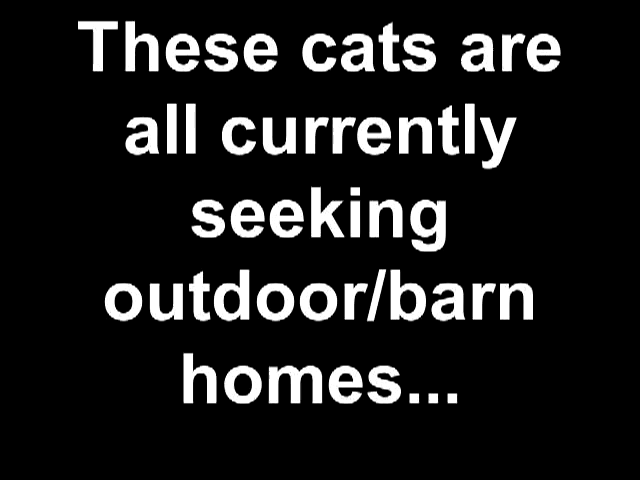 These cats are
all currently
seeking
outdoor/barn
homes...